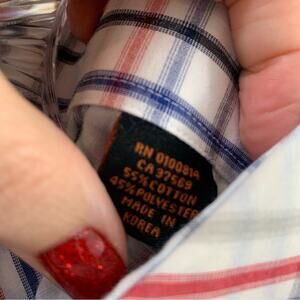 RN 0100814
CA 37569
55% COTTON
45% POLYESTER
MADE IN
KOREA